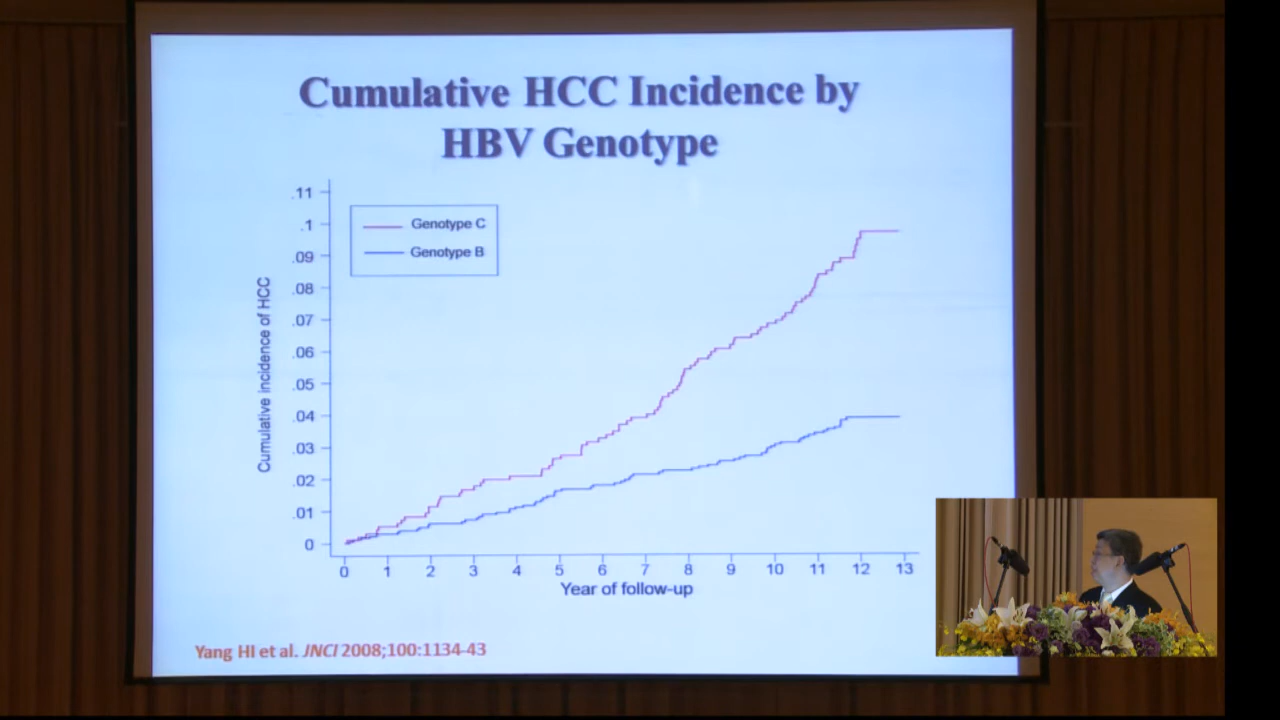 Cumulative HCC Incidence by
HBV Genotype
Cumulative incidence of HCC
.11
.1
.09
.08
.07
.06
.05
.04
.03
.02
.01
0
Genotype C
Genotype B
0 1 2 3 4 5 6 7 8 9 10 11 12 13
Year of follow-up
Yang HI et al. JNCI 2008;100:1134-43